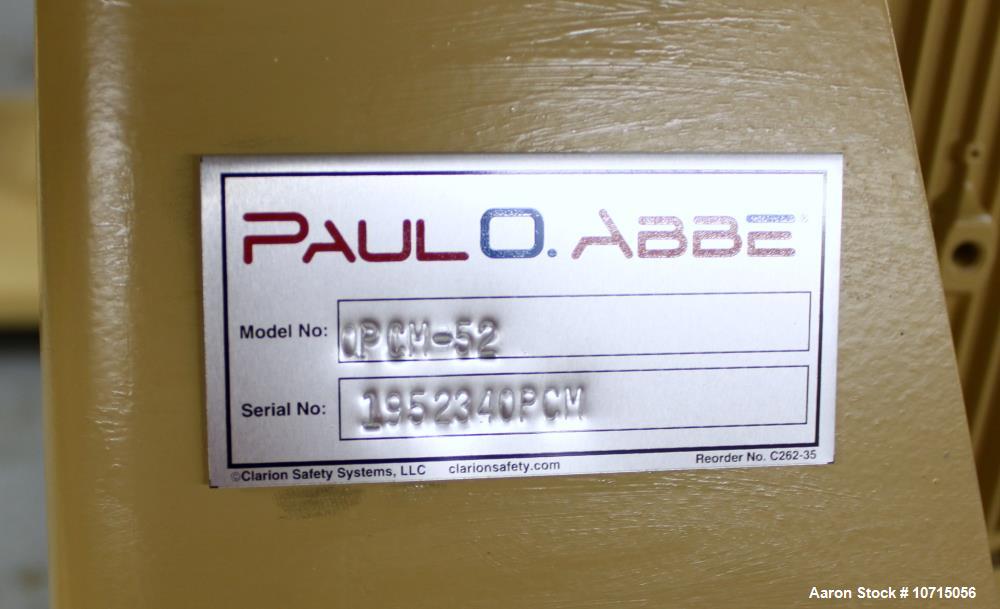 PAUL O. ABBE®
Model No: OPCM-52
Serial No: 1952340PCM
©Clarion Safety Systems, LLC clarionsafety.com Reorder No. C262-35
Aaron Stock # 10715056